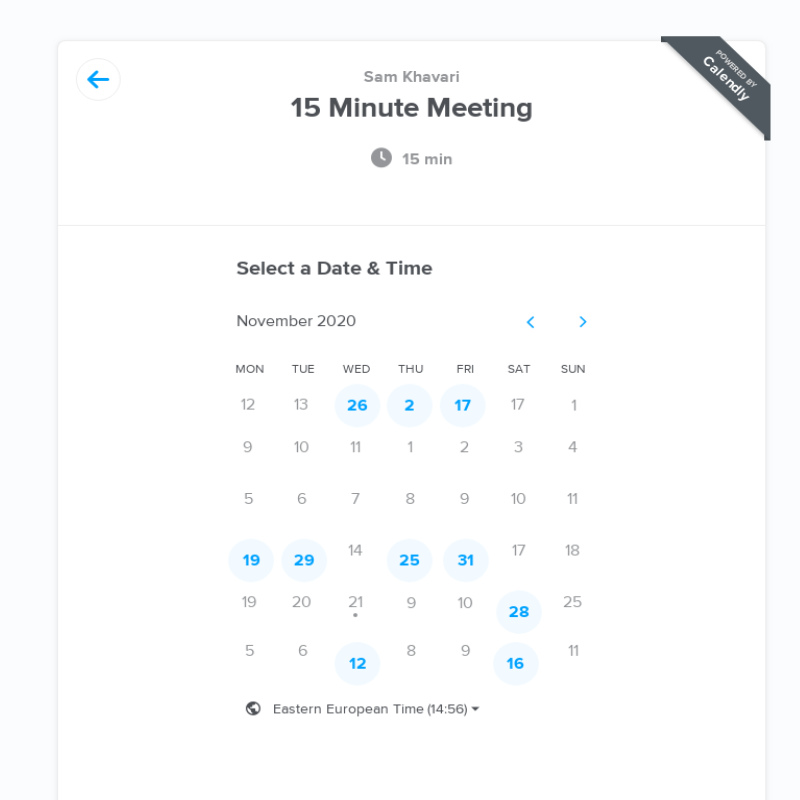 POWERED BY
Calendly
Sam Khavari
15 Minute Meeting
15 min
Select a Date & Time
November 2020
MON TUE WED THU FRI SAT SUN
12 13 26 2 17 17 1
9 10 11 1 2 3 4
5 6 7 8 9 10 11
19 29 14 25 31 17 18
19 20 21 9 10 28 25
5 6 12 8 9 16 11
Eastern European Time (14:56)